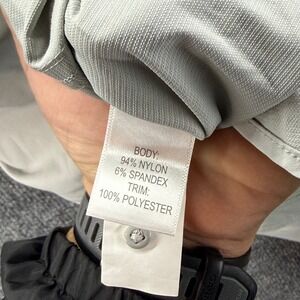 BODY:
94% NYLON
6% SPANDEX
TRIM:
100% POLYESTER